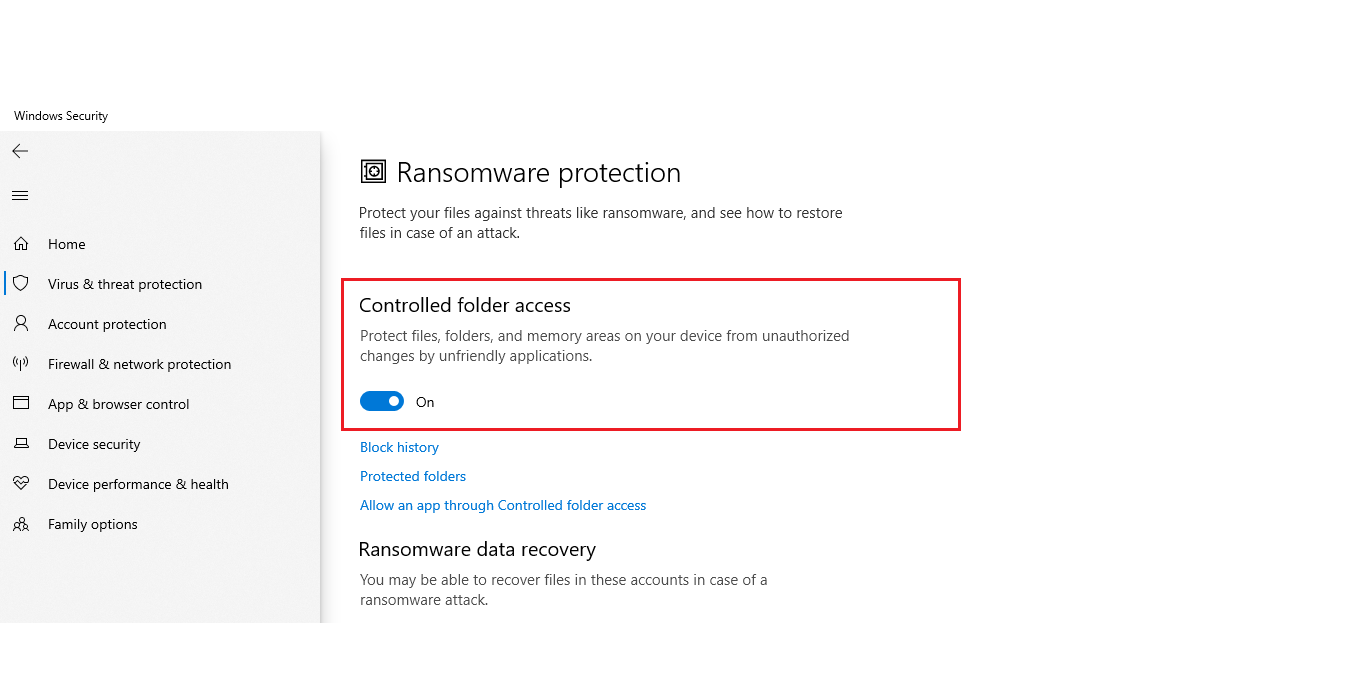 Windows Security
Home
Virus & threat protection
Account protection
Firewall & network protection
App & browser control
Device security
Device performance & health
Family options
Ransomware protection
Protect your files against threats like ransomware, and see how to restore
files in case of an attack.
Controlled folder access
Protect files, folders, and memory areas on your device from unauthorized
changes by unfriendly applications.
On
Block history
Protected folders
Allow an app through Controlled folder access
Ransomware data recovery
You may be able to recover files in these accounts in case of a
ransomware attack.